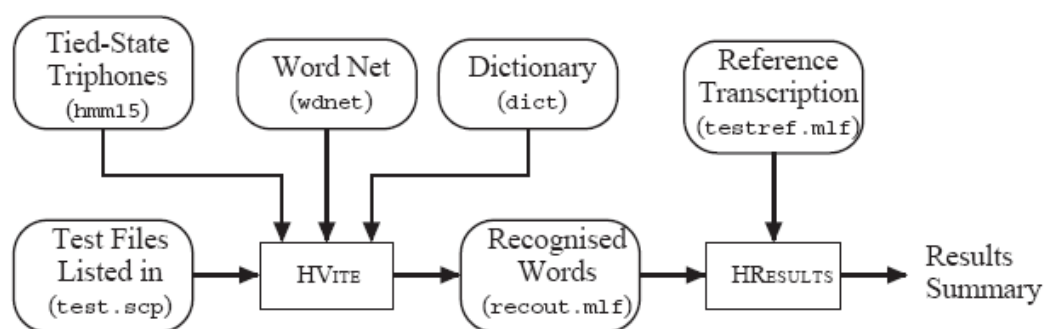 Tied-State
Triphones
(hmm15)
Word Net
(wdnet)
Dictionary
(dict)
Reference
Transcription
(testref.mlf)
Test Files
Listed in
(test.scp)
HVITE
Recognised
Words
(recout.mlf)
HRESULTS
Results
Summary